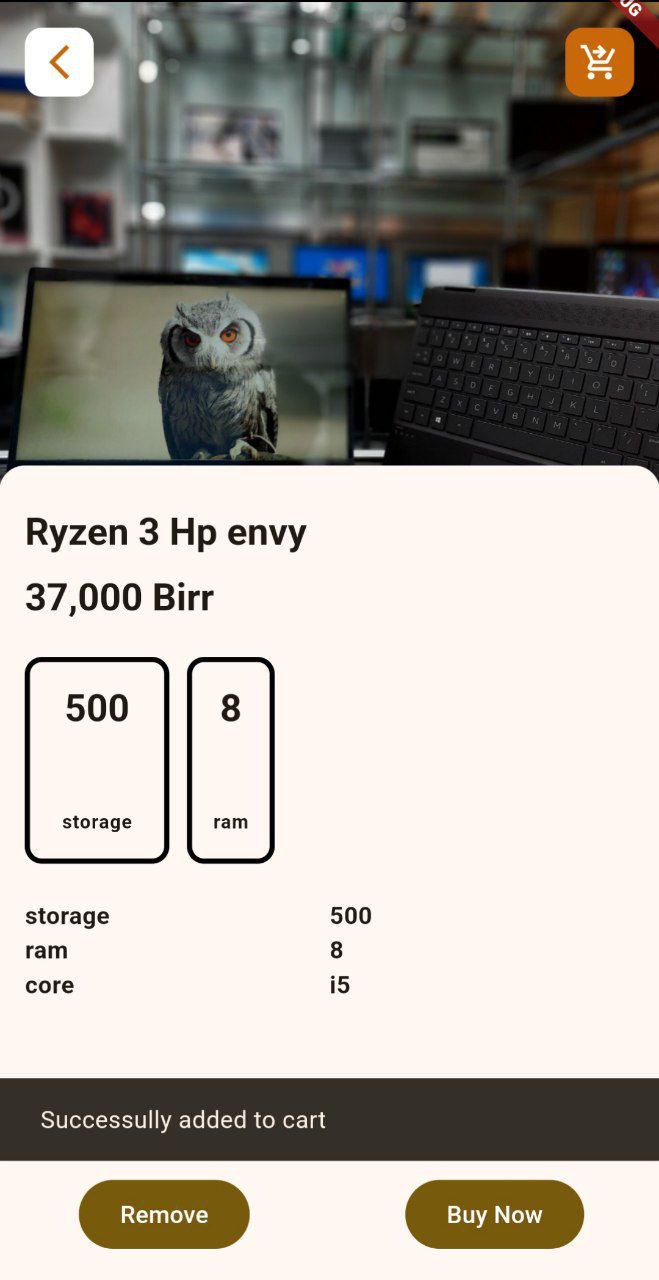 UG
Ryzen 3 Hp envy
37,000 Birr
500
8
storage
ram
storage 500
ram 8
core i5
Successully added to cart
Remove
Buy Now